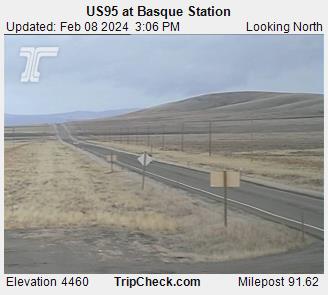 US95 at Basque Station
Updated: Feb 08 2024  3:06 PM
Looking North
Elevation 4460
TripCheck.com
Milepost 91.62